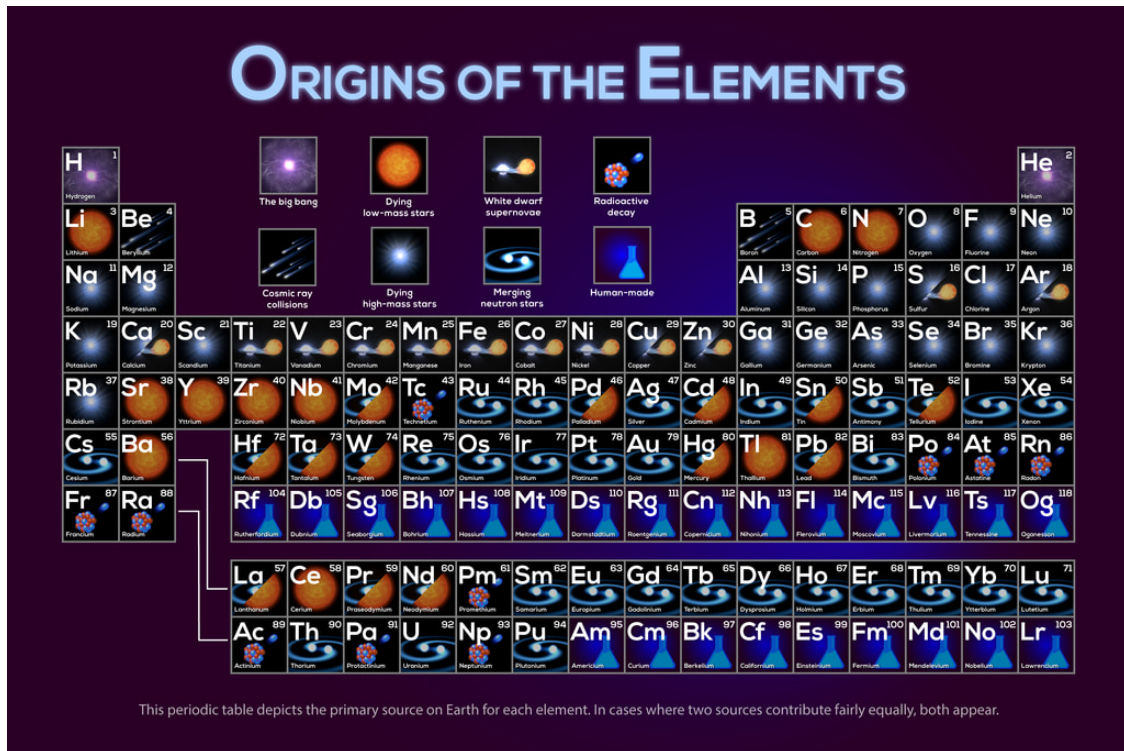 ORIGINS OF THE ELEMENTS
The big bang
Dying
low-mass stars
White dwarf
supernovae
Radioactive
decay
Cosmic ray
collisions
Dying
high-mass stars
Merging
neutron stars
Human-made
H 1 Hydrogen
He 2 Helium
Li 3 Lithium
Be 4 Beryllium
B 5 Boron
C 6 Carbon
N 7 Nitrogen
O 8 Oxygen
F 9 Fluorine
Ne 10 Neon
Na 11 Sodium
Mg 12 Magnesium
Al 13 Aluminum
Si 14 Silicon
P 15 Phosphorus
S 16 Sulfur
Cl 17 Chlorine
Ar 18 Argon
K 19 Potassium
Ca 20 Calcium
Sc 21 Scandium
Ti 22 Titanium
V 23 Vanadium
Cr 24 Chromium
Mn 25 Manganese
Fe 26 Iron
Co 27 Cobalt
Ni 28 Nickel
Cu 29 Copper
Zn 30 Zinc
Ga 31 Gallium
Ge 32 Germanium
As 33 Arsenic
Se 34 Selenium
Br 35 Bromine
Kr 36 Krypton
Rb 37 Rubidium
Sr 38 Strontium
Y 39 Yttrium
Zr 40 Zirconium
Nb 41 Niobium
Mo 42 Molybdenum
Tc 43 Technetium
Ru 44 Ruthenium
Rh 45 Rhodium
Pd 46 Palladium
Ag 47 Silver
Cd 48 Cadmium
In 49 Indium
Sn 50 Tin
Sb 51 Antimony
Te 52 Tellurium
I 53 Iodine
Xe 54 Xenon
Cs 55 Cesium
Ba 56 Barium
Hf 72 Hafnium
Ta 73 Tantalum
W 74 Tungsten
Re 75 Rhenium
Os 76 Osmium
Ir 77 Iridium
Pt 78 Platinum
Au 79 Gold
Hg 80 Mercury
Tl 81 Thallium
Pb 82 Lead
Bi 83 Bismuth
Po 84 Polonium
At 85 Astatine
Rn 86 Radon
Fr 87 Francium
Ra 88 Radium
Rf 104 Rutherfordium
Db 105 Dubnium
Sg 106 Seaborgium
Bh 107 Bohrium
Hs 108 Hassium
Mt 109 Meitnerium
Ds 110 Darmstadtium
Rg 111 Roentgenium
Cn 112 Copernicium
Nh 113 Nihonium
Fl 114 Flerovium
Mc 115 Moscovium
Lv 116 Livermorium
Ts 117 Tennessine
Og 118 Oganesson
La 57 Lanthanum
Ce 58 Cerium
Pr 59 Praseodymium
Nd 60 Neodymium
Pm 61 Promethium
Sm 62 Samarium
Eu 63 Europium
Gd 64 Gadolinium
Tb 65 Terbium
Dy 66 Dysprosium
Ho 67 Holmium
Er 68 Erbium
Tm 69 Thulium
Yb 70 Ytterbium
Lu 71 Lutetium
Ac 89 Actinium
Th 90 Thorium
Pa 91 Protactinium
U 92 Uranium
Np 93 Neptunium
Pu 94 Plutonium
Am 95 Americium
Cm 96 Curium
Bk 97 Berkelium
Cf 98 Californium
Es 99 Einsteinium
Fm 100 Fermium
Md 101 Mendelevium
No 102 Nobelium
Lr 103 Lawrencium
This periodic table depicts the primary source on Earth for each element. In cases where two sources contribute fairly equally, both appear.